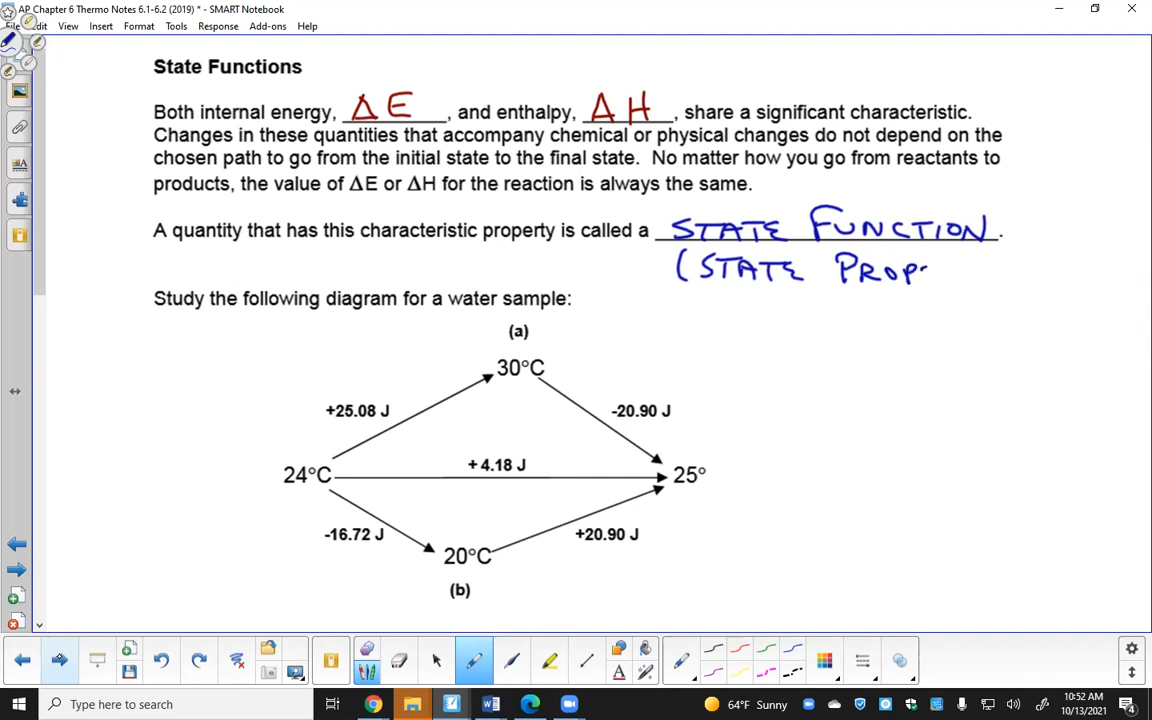 AP Chapter 6 Thermo Notes 6.1-6.2 (2019) * - SMART Notebook
File Edit View Insert Format Tools Response Add-ons Help
State Functions
Both internal energy, ΔE, and enthalpy, ΔH, share a significant characteristic.
Changes in these quantities that accompany chemical or physical changes do not depend on the
chosen path to go from the initial state to the final state. No matter how you go from reactants to
products, the value of ΔE or ΔH for the reaction is always the same.
A quantity that has this characteristic property is called a STATE FUNCTION.
(STATE PROP
Study the following diagram for a water sample:
(a)
30°C
+25.08 J -20.90 J
+ 4.18 J
24°C 25°
-16.72 J +20.90 J
20°C
(b)
Type here to search
64°F Sunny
10:52 AM
10/13/2021
4